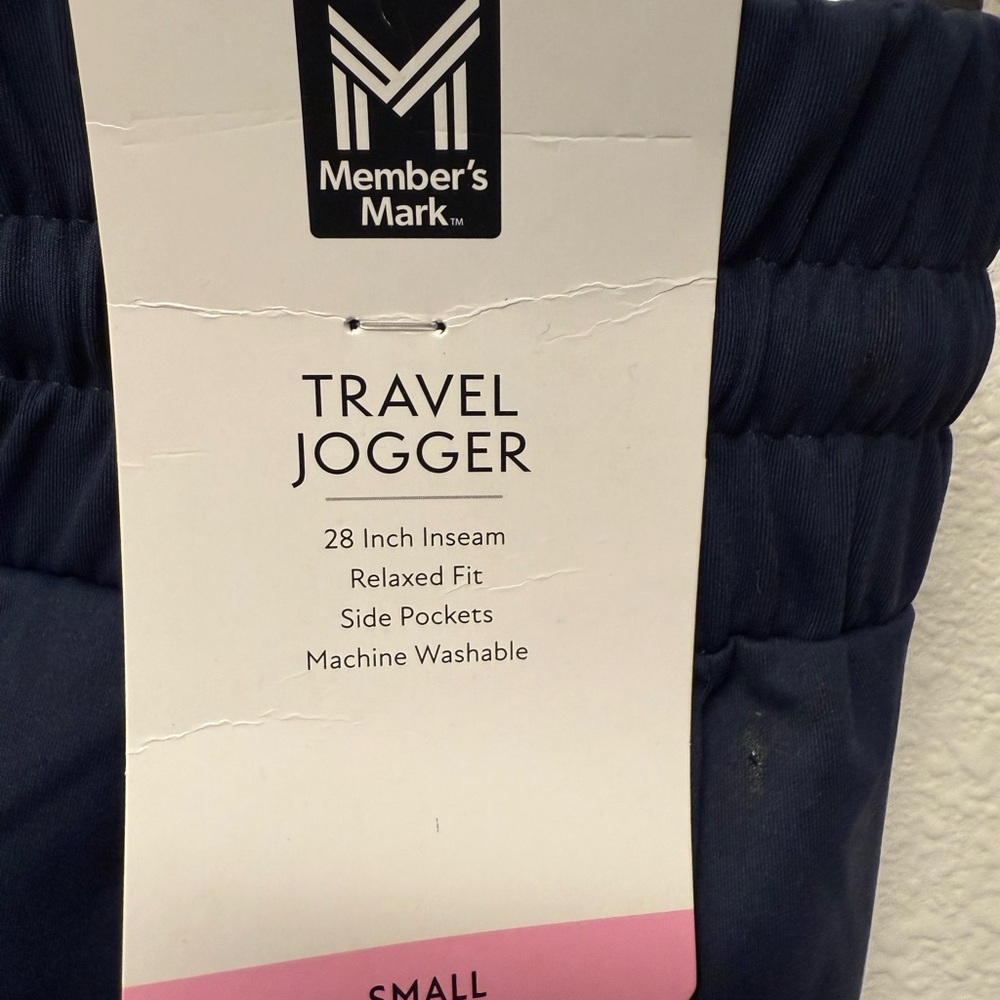 Member's
Mark™
TRAVEL
JOGGER
28 Inch Inseam
Relaxed Fit
Side Pockets
Machine Washable
SMALL